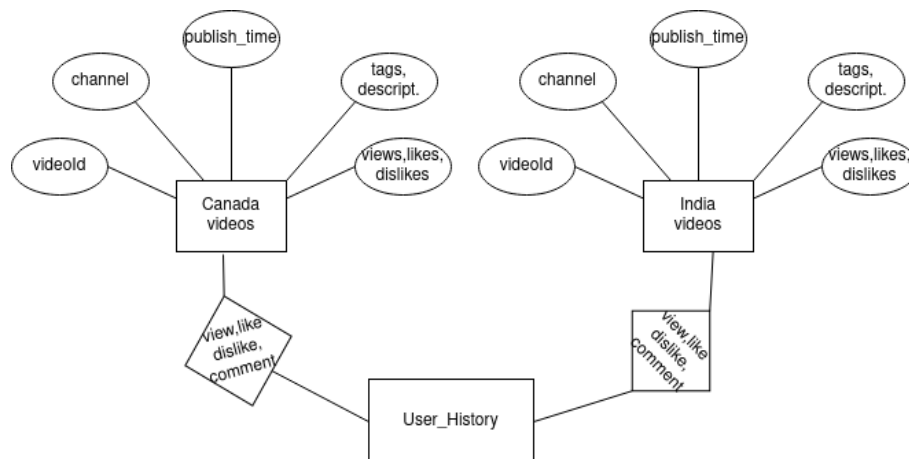 publish_time
channel
tags,
descript.
videoId
views,likes,
dislikes
Canada
videos
publish_time
channel
tags,
descript.
videoId
views,likes,
dislikes
India
videos
view,like
dislike,
comment
view,like
dislike,
comment
User_History